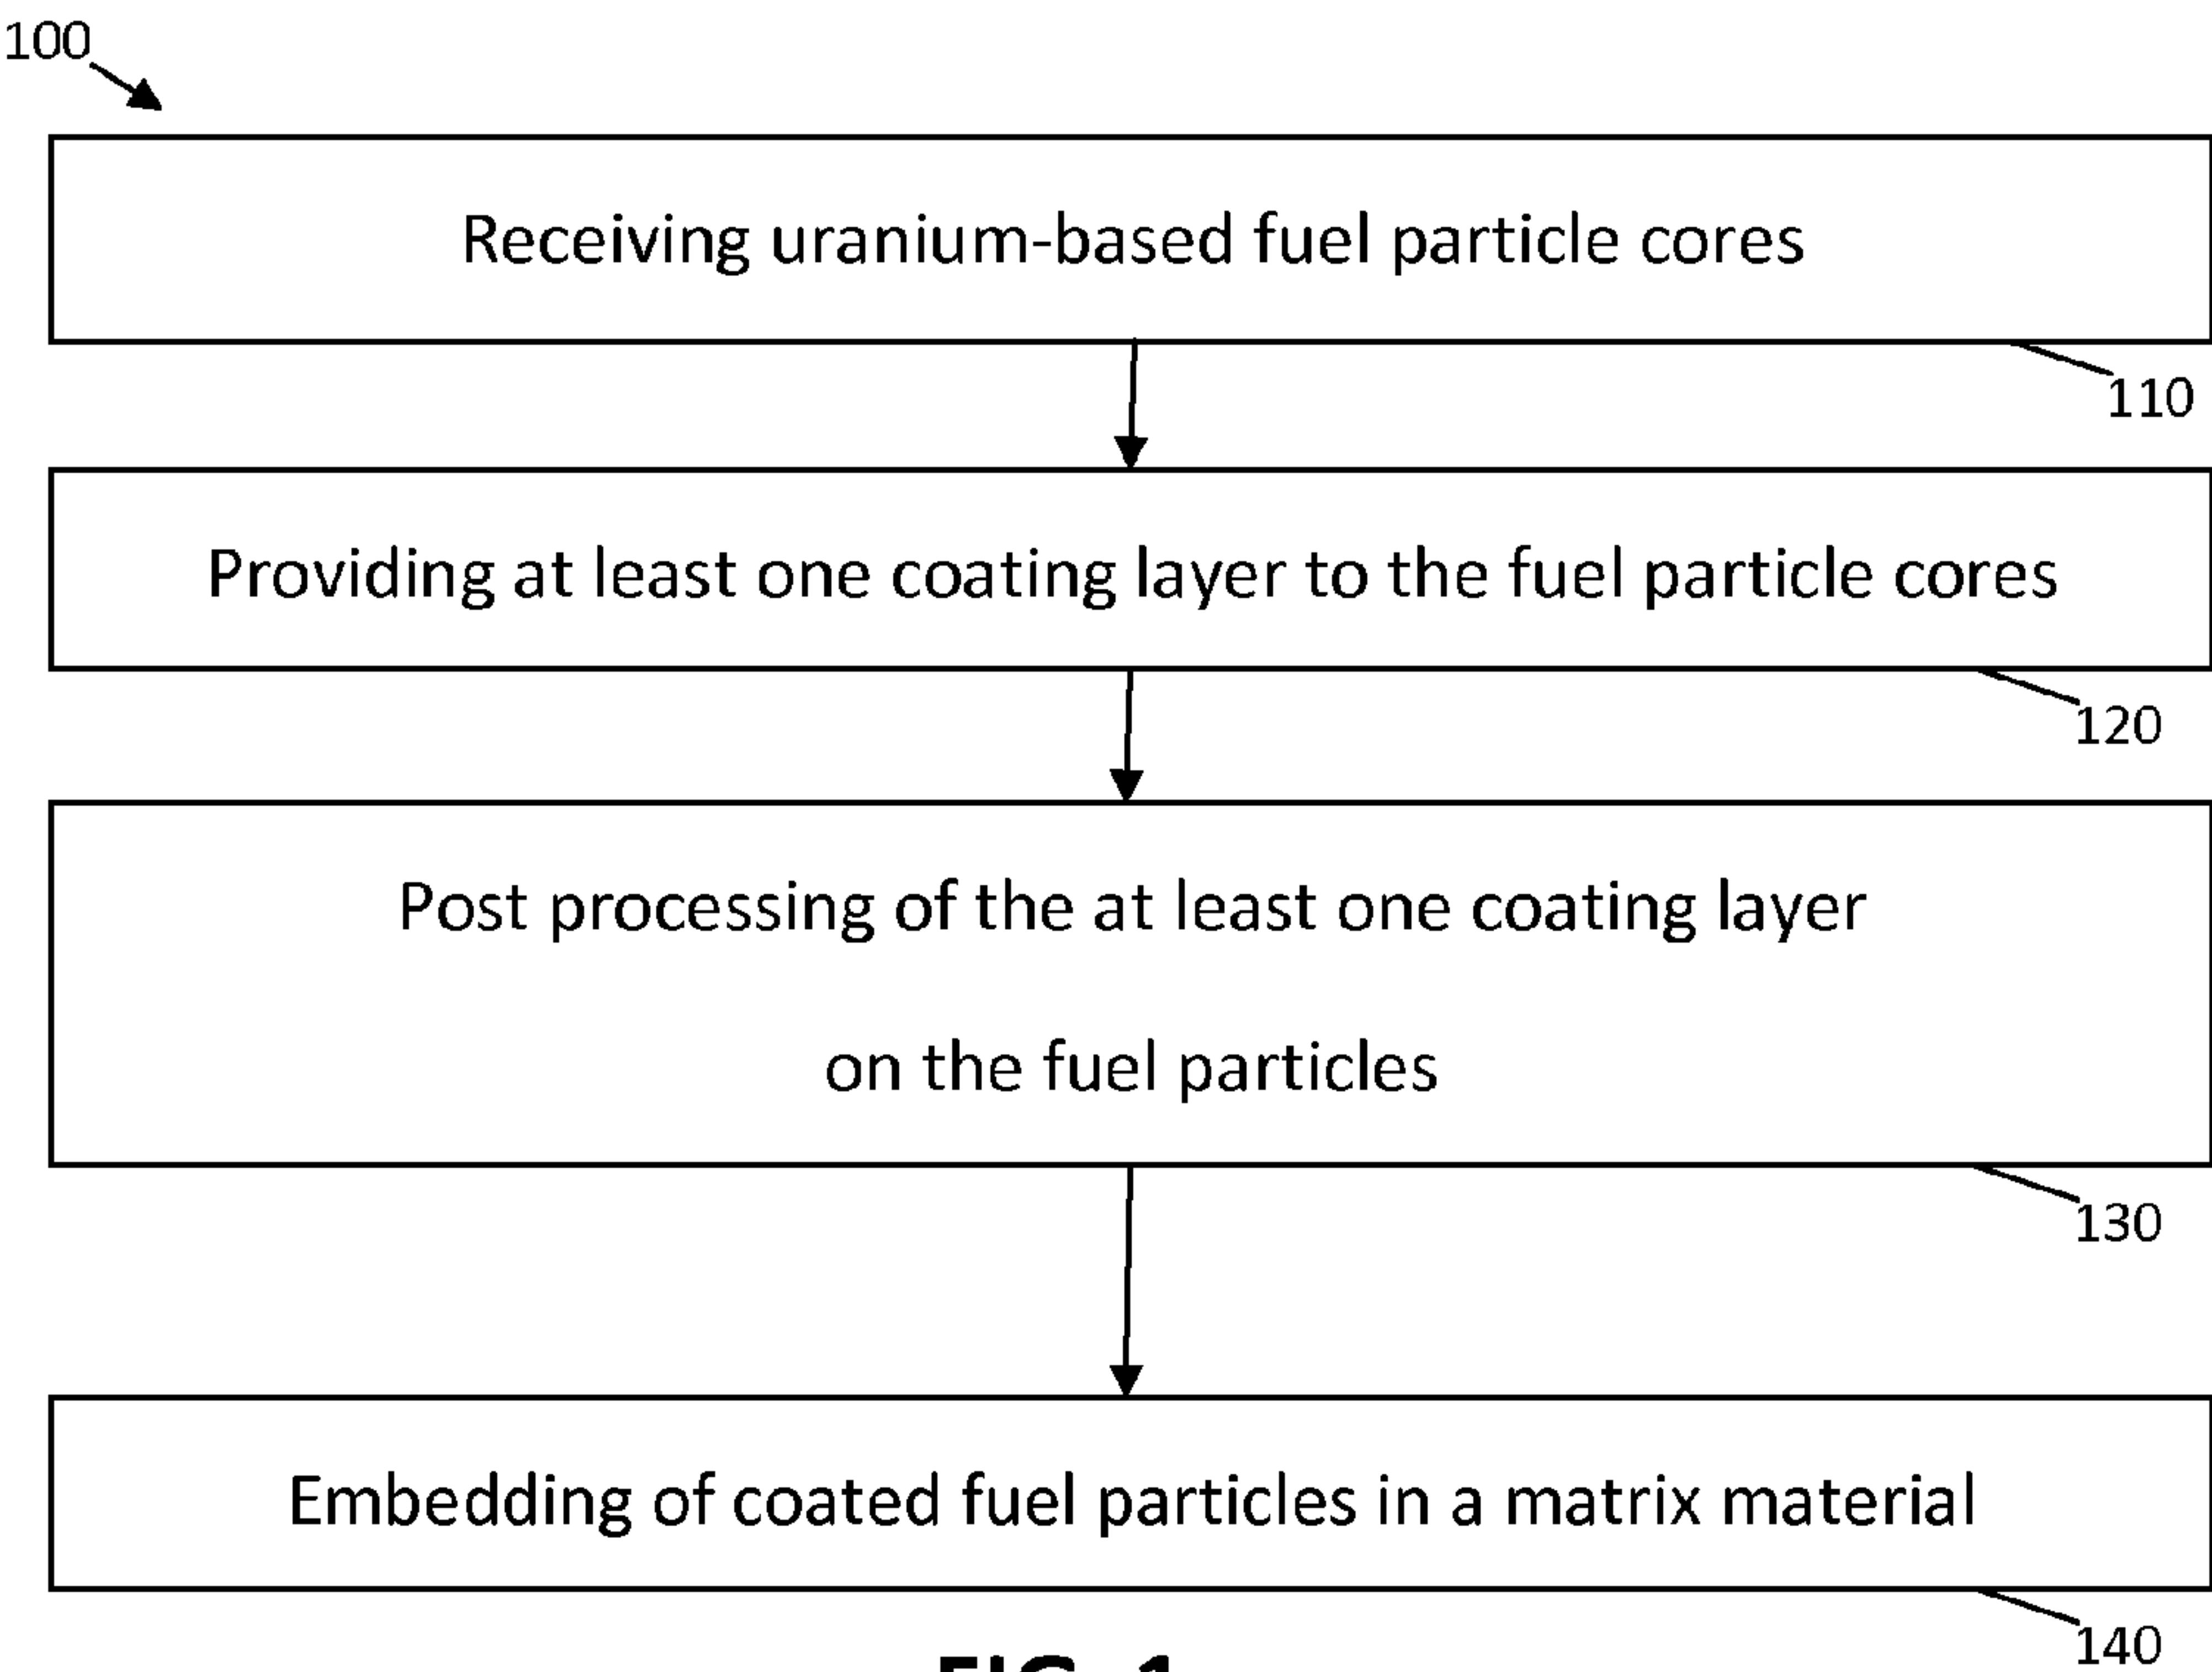 100
Receiving uranium-based fuel particle cores
110
Providing at least one coating layer to the fuel particle cores
120
Post processing of the at least one coating layer
on the fuel particles
130
Embedding of coated fuel particles in a matrix material
140
FIG. 1